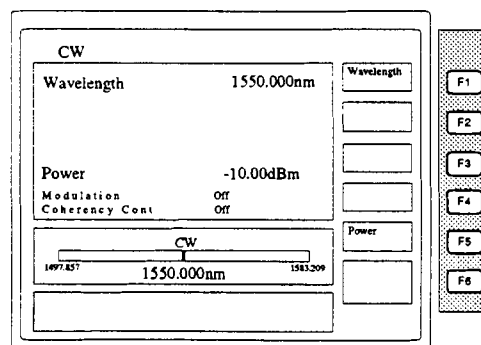 CW
Wavelength 1550.000nm
Power -10.00dBm
Modulation Off
Coherency Cont Off
CW
1497.857 1583.209
1550.000nm
Wavelength
Power
F1
F2
F3
F4
F5
F6